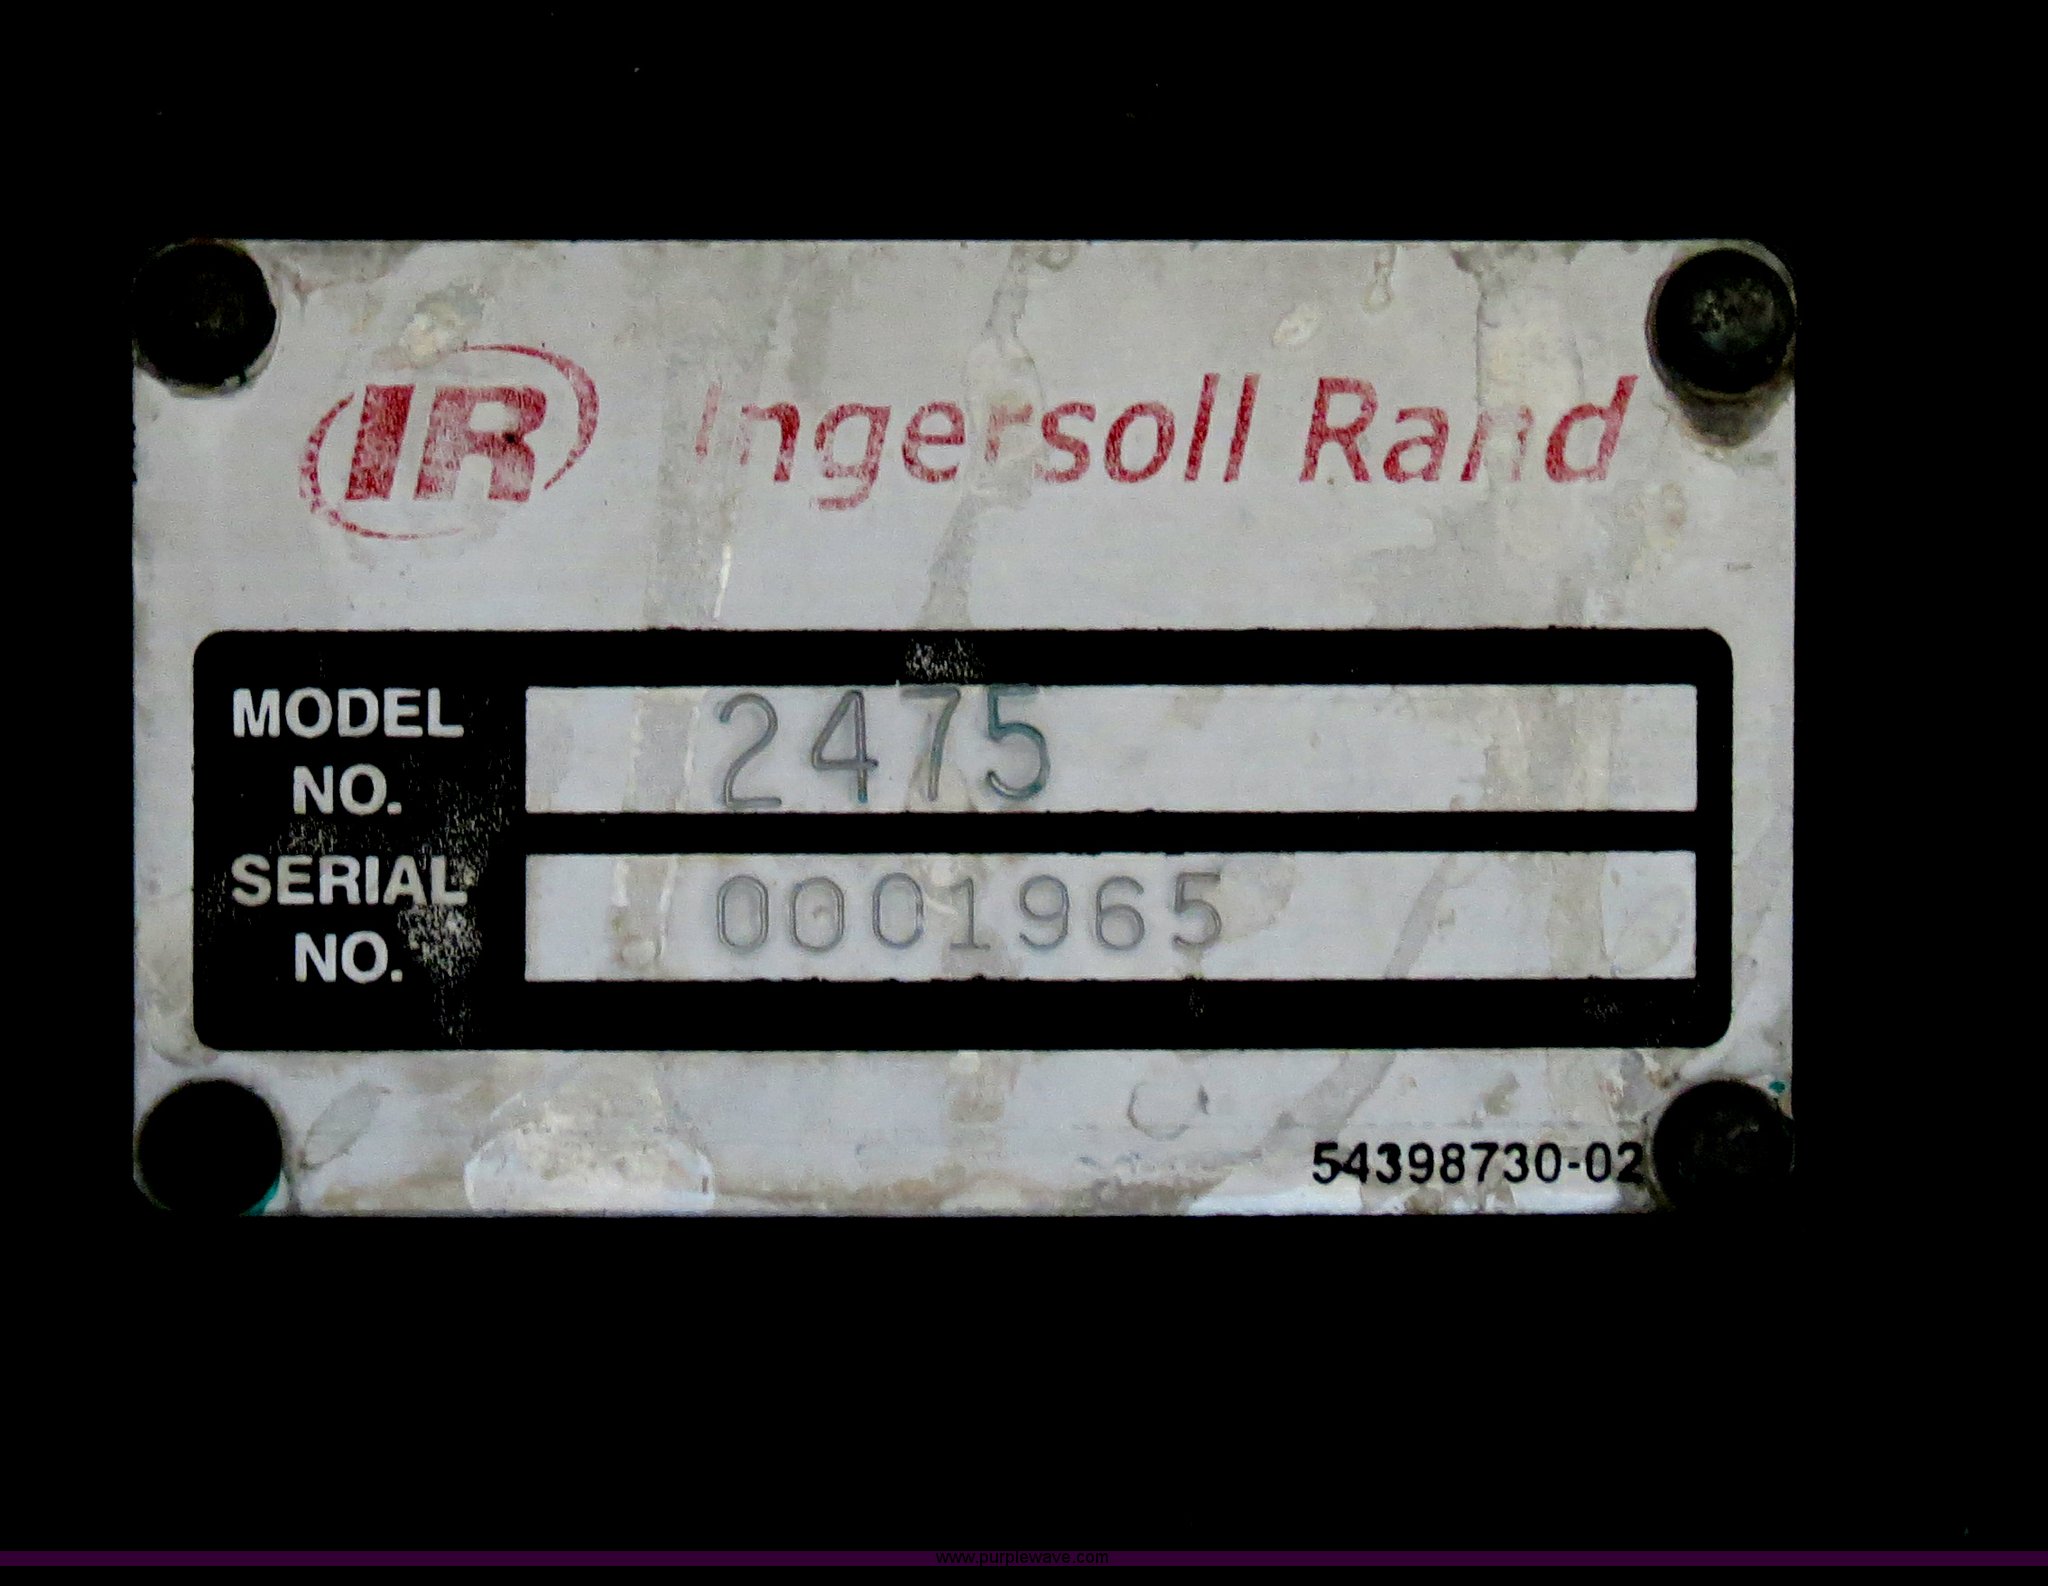 IR Ingersoll Rand
MODEL NO. 2475
SERIAL NO. 0001965
54398730-02
www.purplewave.com